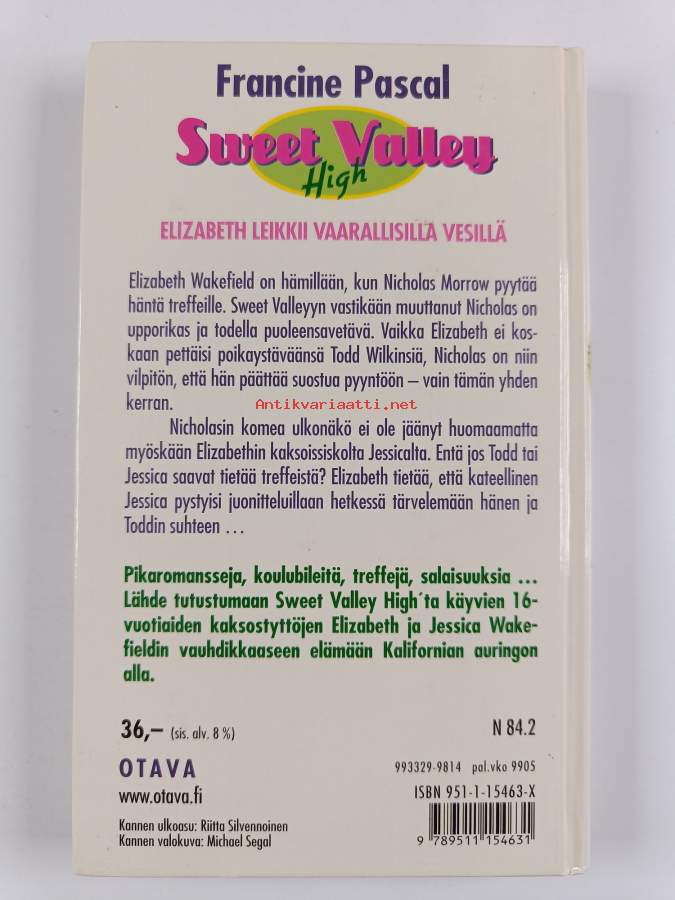 Francine Pascal
Sweet Valley
High
ELIZABETH LEIKKII VAARALLISILLA VESILLÄ
Elizabeth Wakefield on hämillään, kun Nicholas Morrow pyytää
häntä treffeille. Sweet Valleyyn vastikään muuttanut Nicholas on
upporikas ja todella puoleensavetävä. Vaikka Elizabeth ei kos-
kaan pettäisi poikaystäväänsä Todd Wilkinsiä, Nicholas on niin
vilpitön, että hän päättää suostua pyyntöön – vain tämän yhden
kerran.
Antikvariaatti.net
Nicholasin komea ulkonäkö ei ole jäänyt huomaamatta
myöskään Elizabethin kaksoissiskolta Jessicalta. Entä jos Todd tai
Jessica saavat tietää treffeistä? Elizabeth tietää, että kateellinen
Jessica pystyisi juonitteluillaan hetkessä tärvelemään hänen ja
Toddin suhteen ...
Pikaromansseja, koulubileitä, treffejä, salaisuuksia ...
Lähde tutustumaan Sweet Valley High´ta käyvien 16-
vuotiaiden kaksostyttöjen Elizabeth ja Jessica Wake-
fieldin vauhdikkaaseen elämään Kalifornian auringon
alla.
36,– (sis. alv. 8 %)
N 84.2
OTAVA
993329-9814 pal.vko 9905
www.otava.fi
ISBN 951-1-15463-X
Kannen ulkoasu: Riitta Silvennoinen
Kannen valokuva: Michael Segal
9 789511 154631